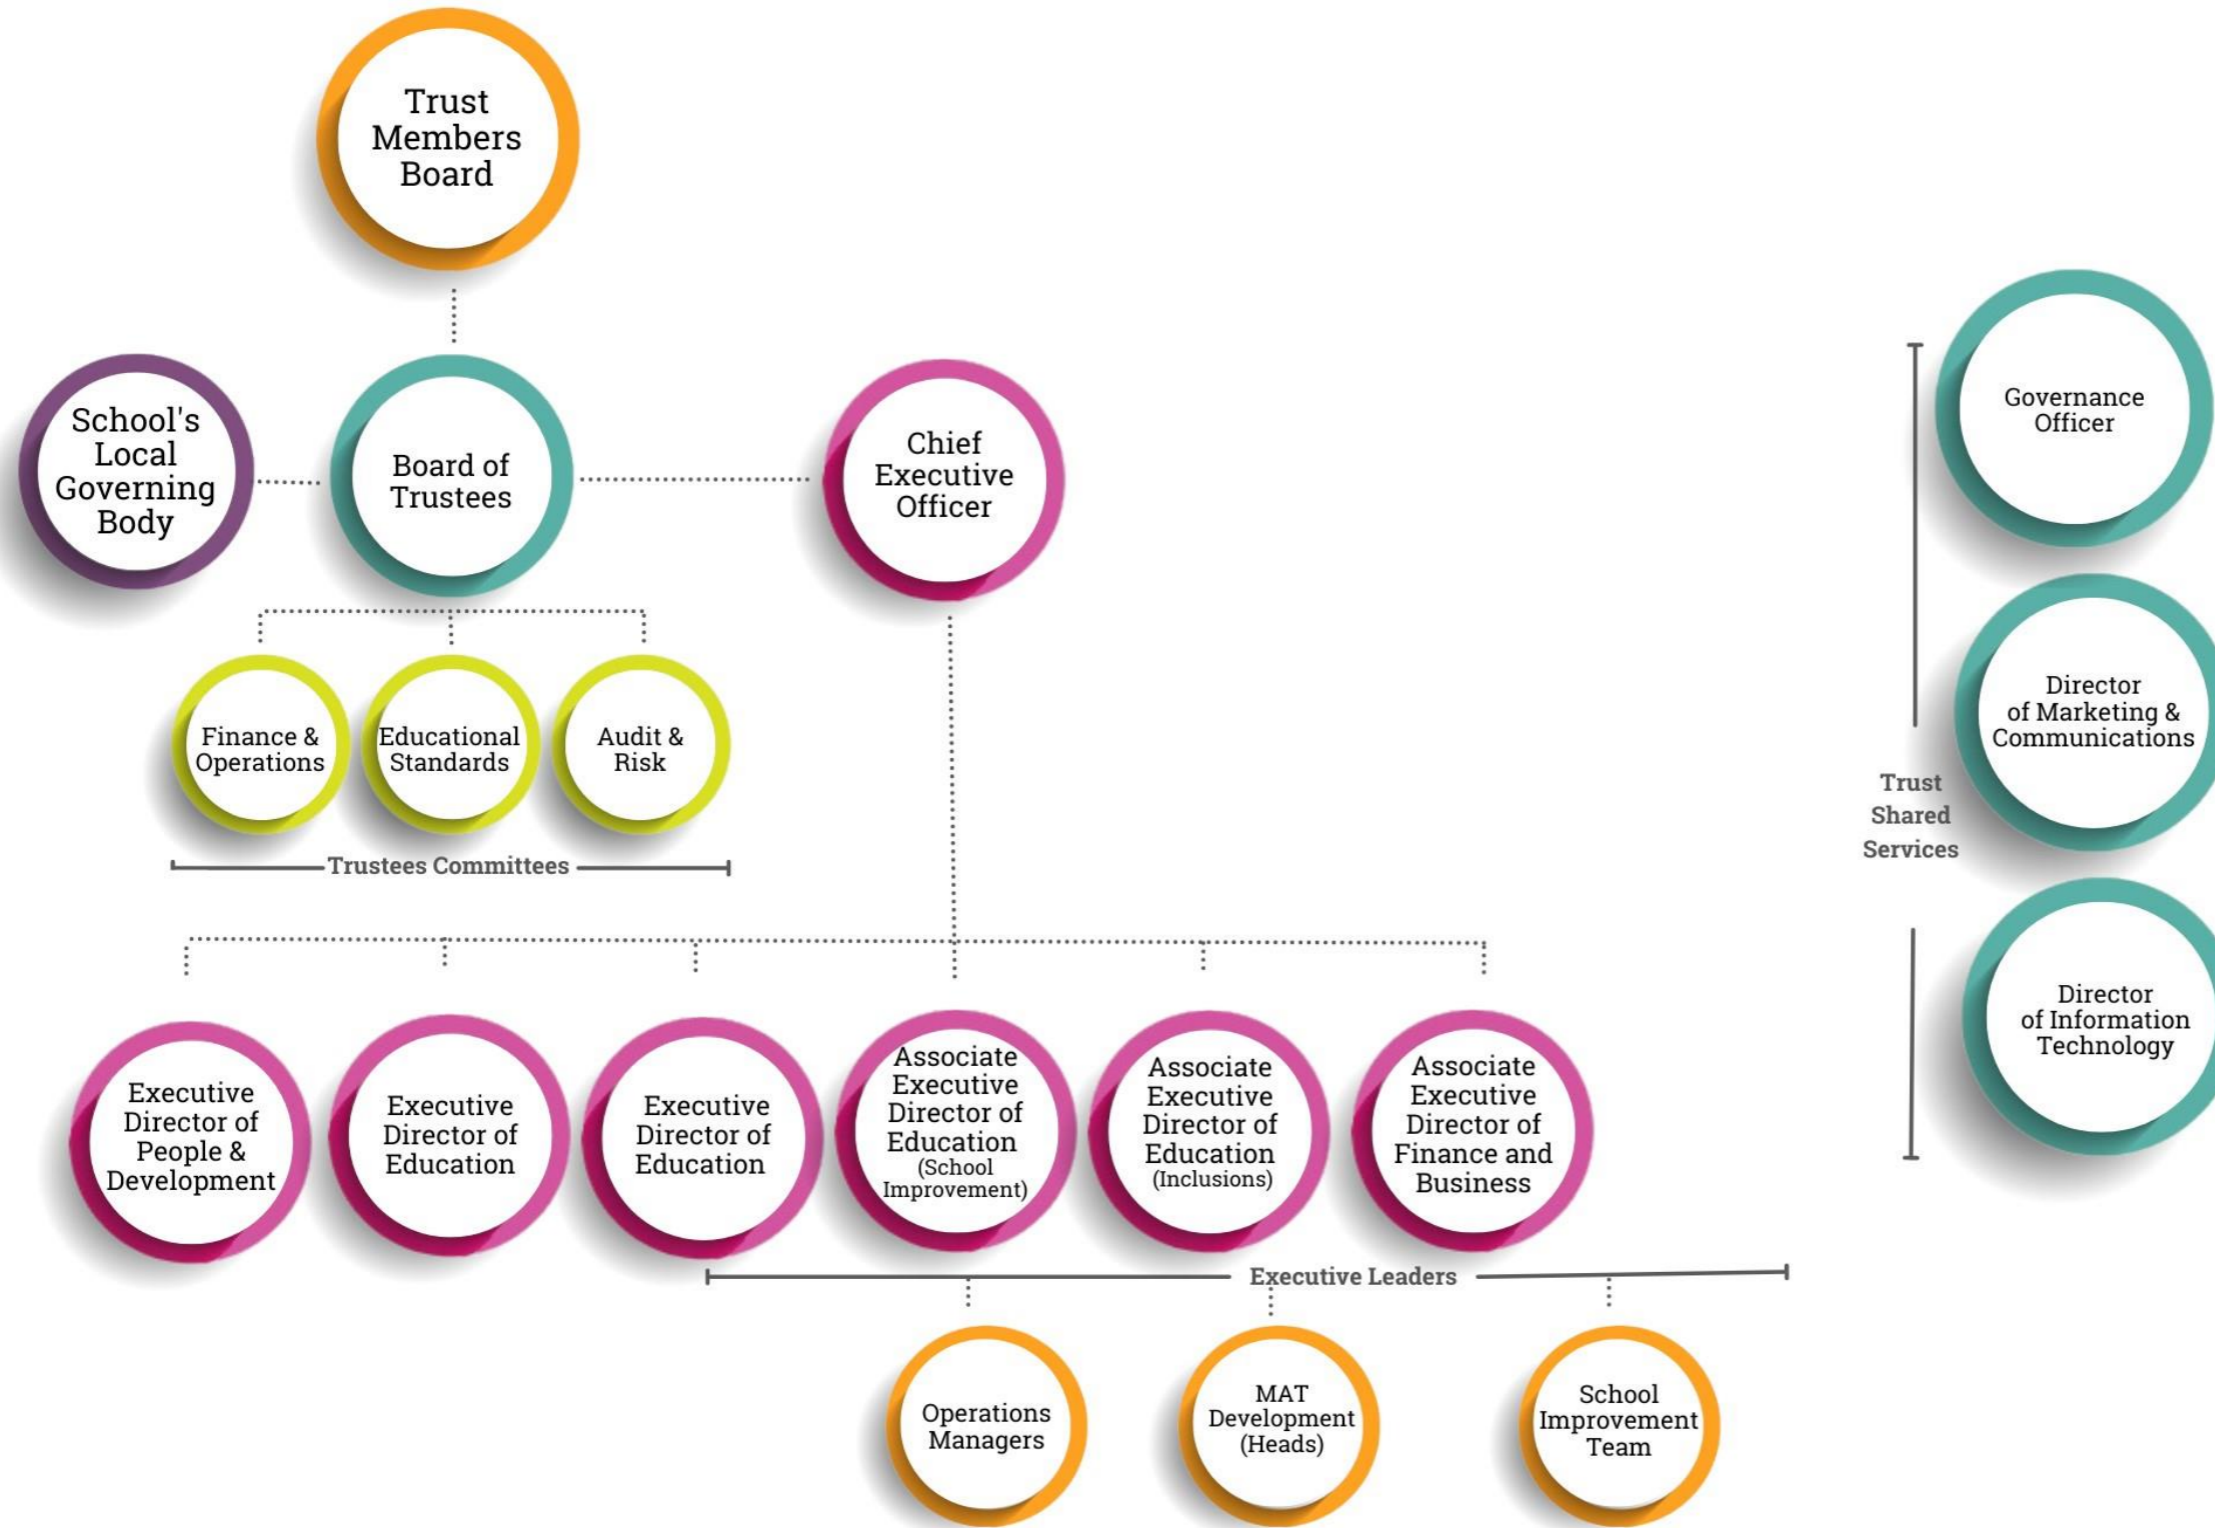 Trust
Members
Board
School's
Local
Governing
Body
Board of
Trustees
Chief
Executive
Officer
Governance
Officer
Finance &
Operations
Educational
Standards
Audit &
Risk
Trustees Committees
Director
of Marketing &
Communications
Trust
Shared
Services
Director
of Information
Technology
Executive
Director of
People &
Development
Executive
Director of
Education
Executive
Director of
Education
Associate
Executive
Director of
Education
(School
Improvement)
Associate
Executive
Director of
Education
(Inclusions)
Associate
Executive
Director of
Finance and
Business
Executive Leaders
Operations
Managers
MAT
Development
(Heads)
School
Improvement
Team